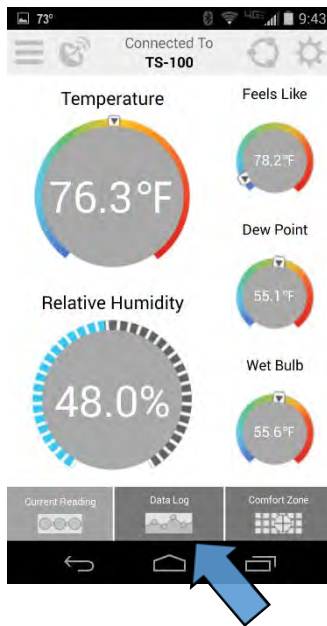 73° 4G 9:43
Connected To
TS-100
Temperature
76.3°F
Feels Like
78.2°F
Dew Point
55.1°F
Relative Humidity
48.0%
Wet Bulb
55.6°F
Current Reading
Data Log
Comfort Zone